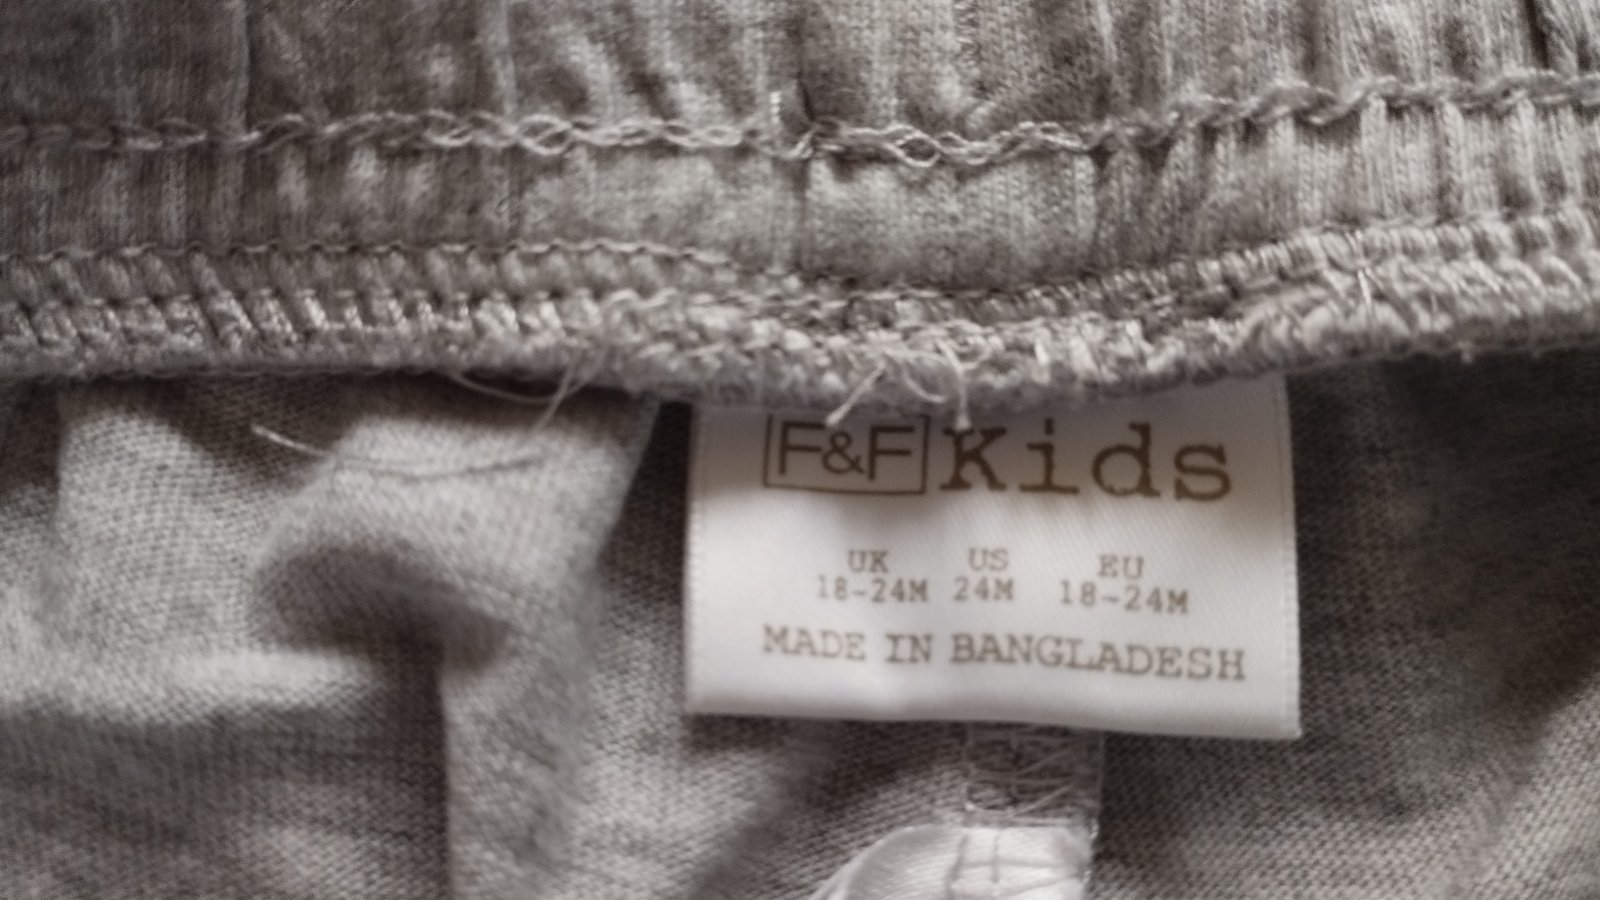 F&F Kids
UK US EU
18-24M 24M 18-24M
MADE IN BANGLADESH